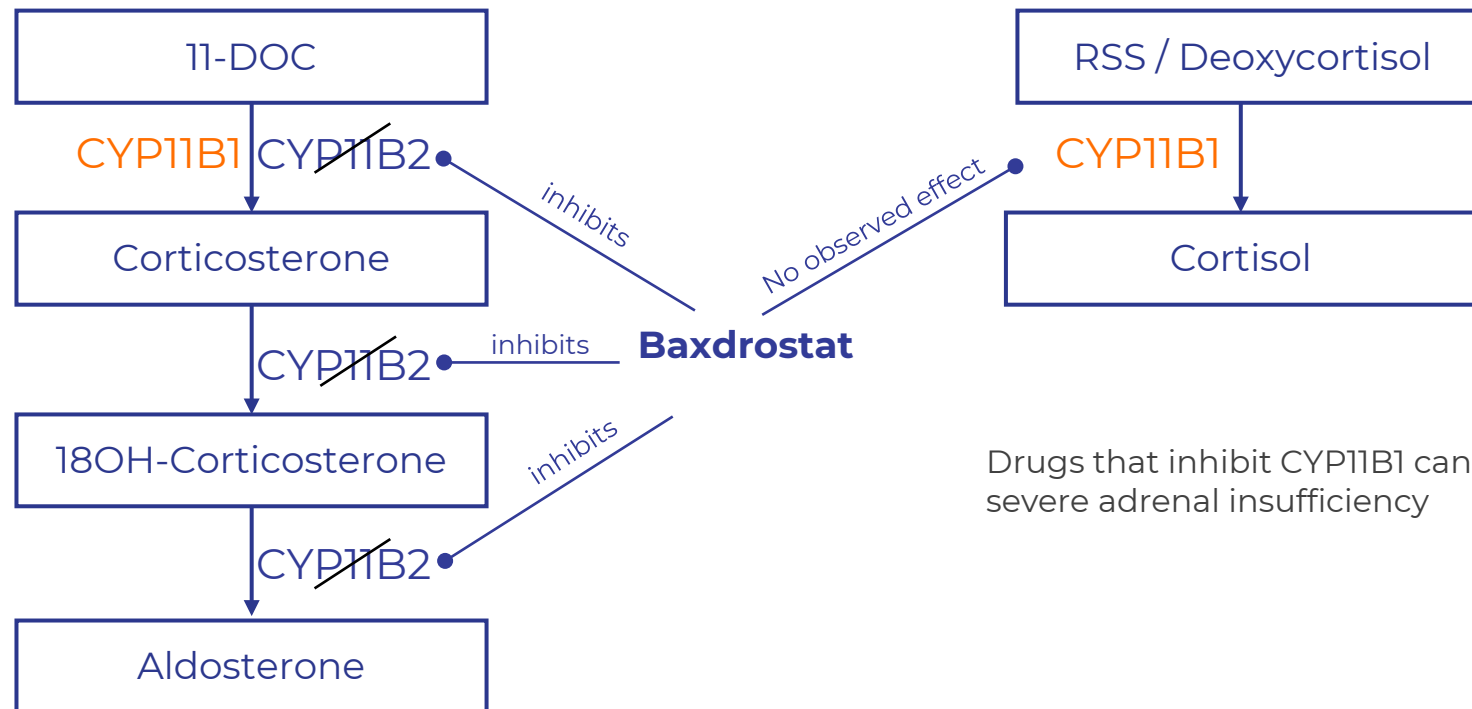 11-DOC
RSS / Deoxycortisol
CYP11B1
CYP11B2
inhibits
No observed effect
CYP11B1
Corticosterone
Cortisol
CYP11B2
inhibits
Baxdrostat
18OH-Corticosterone
inhibits
Drugs that inhibit CYP11B1 can
severe adrenal insufficiency
CYP11B2
Aldosterone